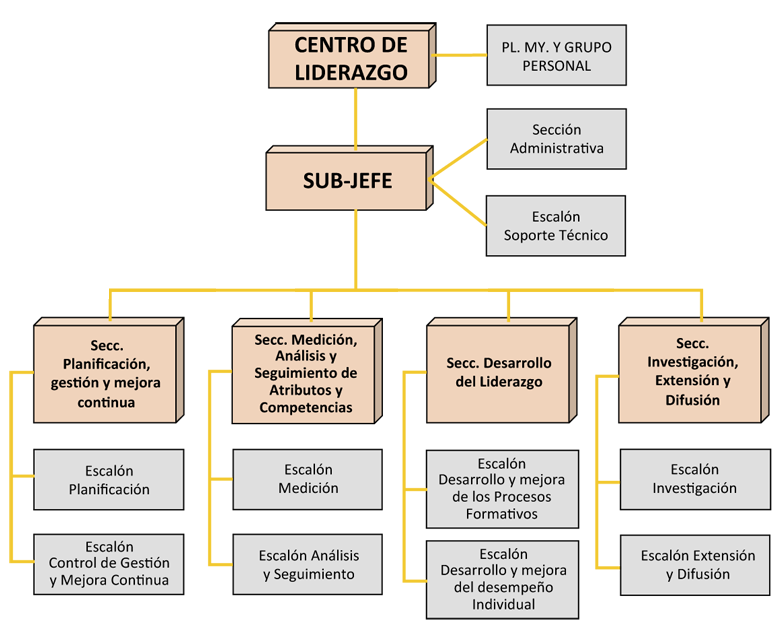 CENTRO DE
LIDERAZGO
PL. MY. Y GRUPO
PERSONAL
Sección
Administrativa
SUB-JEFE
Escalón
Soporte Técnico
Secc.
Planificación,
gestión y mejora
continua
Secc. Medición,
Análisis y
Seguimiento de
Atributos y
Competencias
Secc. Desarrollo
del Liderazgo
Secc.
Investigación,
Extensión y
Difusión
Escalón
Planificación
Escalón
Medición
Escalón
Desarrollo y mejora
de los Procesos
Formativos
Escalón
Investigación
Escalón
Control de Gestión
y Mejora Continua
Escalón Análisis
y Seguimiento
Escalón
Desarrollo y mejora
del desempeño
Individual
Escalón Extensión
y Difusión